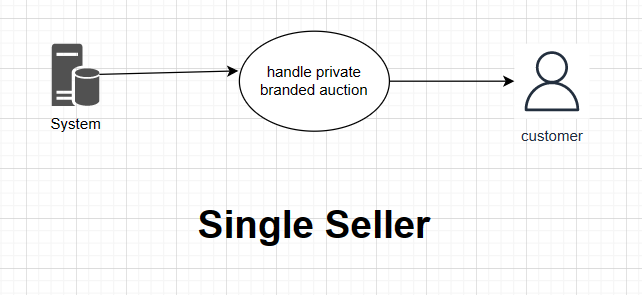 handle private
branded auction
System
customer
Single Seller